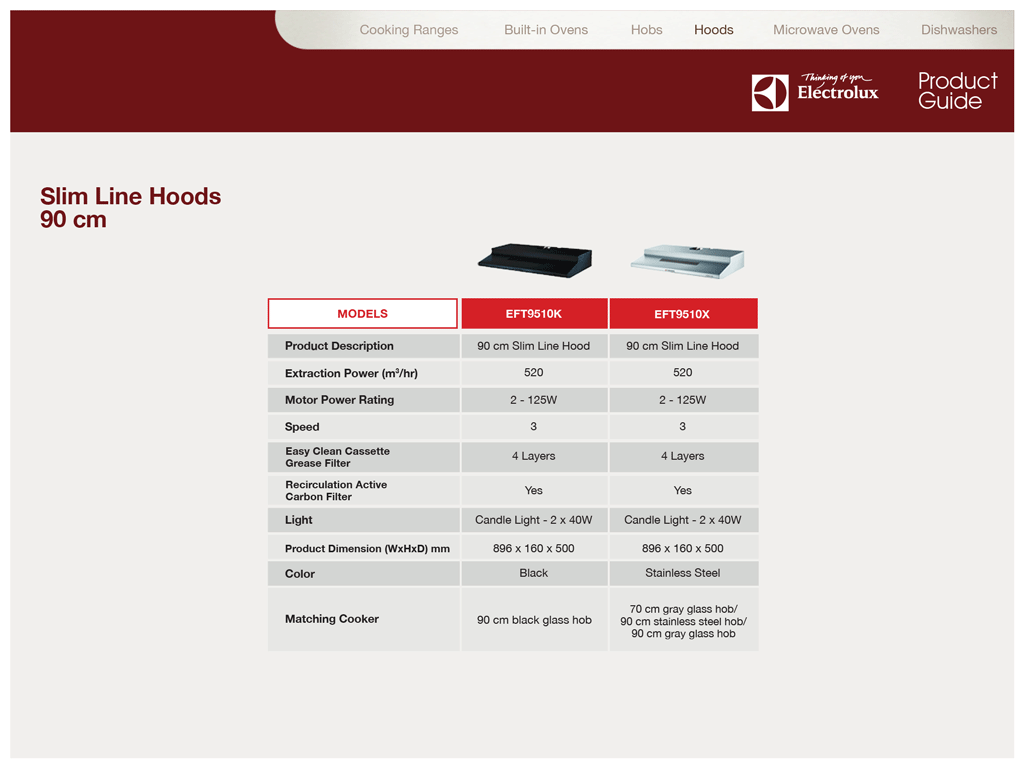 Cooking Ranges Built-in Ovens Hobs Hoods Microwave Ovens Dishwashers
Thinking of you
Electrolux
Product
Guide
Slim Line Hoods
90 cm
MODELS EFT9510K EFT9510X
Product Description 90 cm Slim Line Hood 90 cm Slim Line Hood
Extraction Power (m³/hr) 520 520
Motor Power Rating 2 - 125W 2 - 125W
Speed 3 3
Easy Clean Cassette
Grease Filter 4 Layers 4 Layers
Recirculation Active
Carbon Filter Yes Yes
Light Candle Light - 2 x 40W Candle Light - 2 x 40W
Product Dimension (WxHxD) mm 896 x 160 x 500 896 x 160 x 500
Color Black Stainless Steel
Matching Cooker 90 cm black glass hob 70 cm gray glass hob/
90 cm stainless steel hob/
90 cm gray glass hob